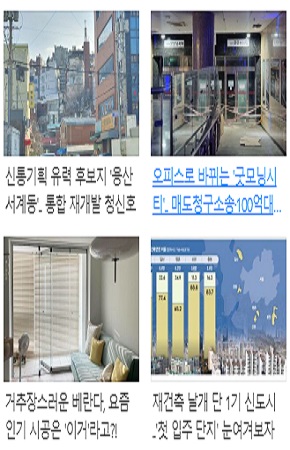 신통기획 유력 후보지 '용산
서계동'_ 통합 재개발 청신호
오피스로 바뀌는 '굿모닝시
티'_ 매도청구소송·100억대...
거추장스러운 베란다, 요즘
인기 시공은 '이거'라고?!
재건축 날개 단 1기 신도시
_'첫 입주 단지' 눈여겨보자